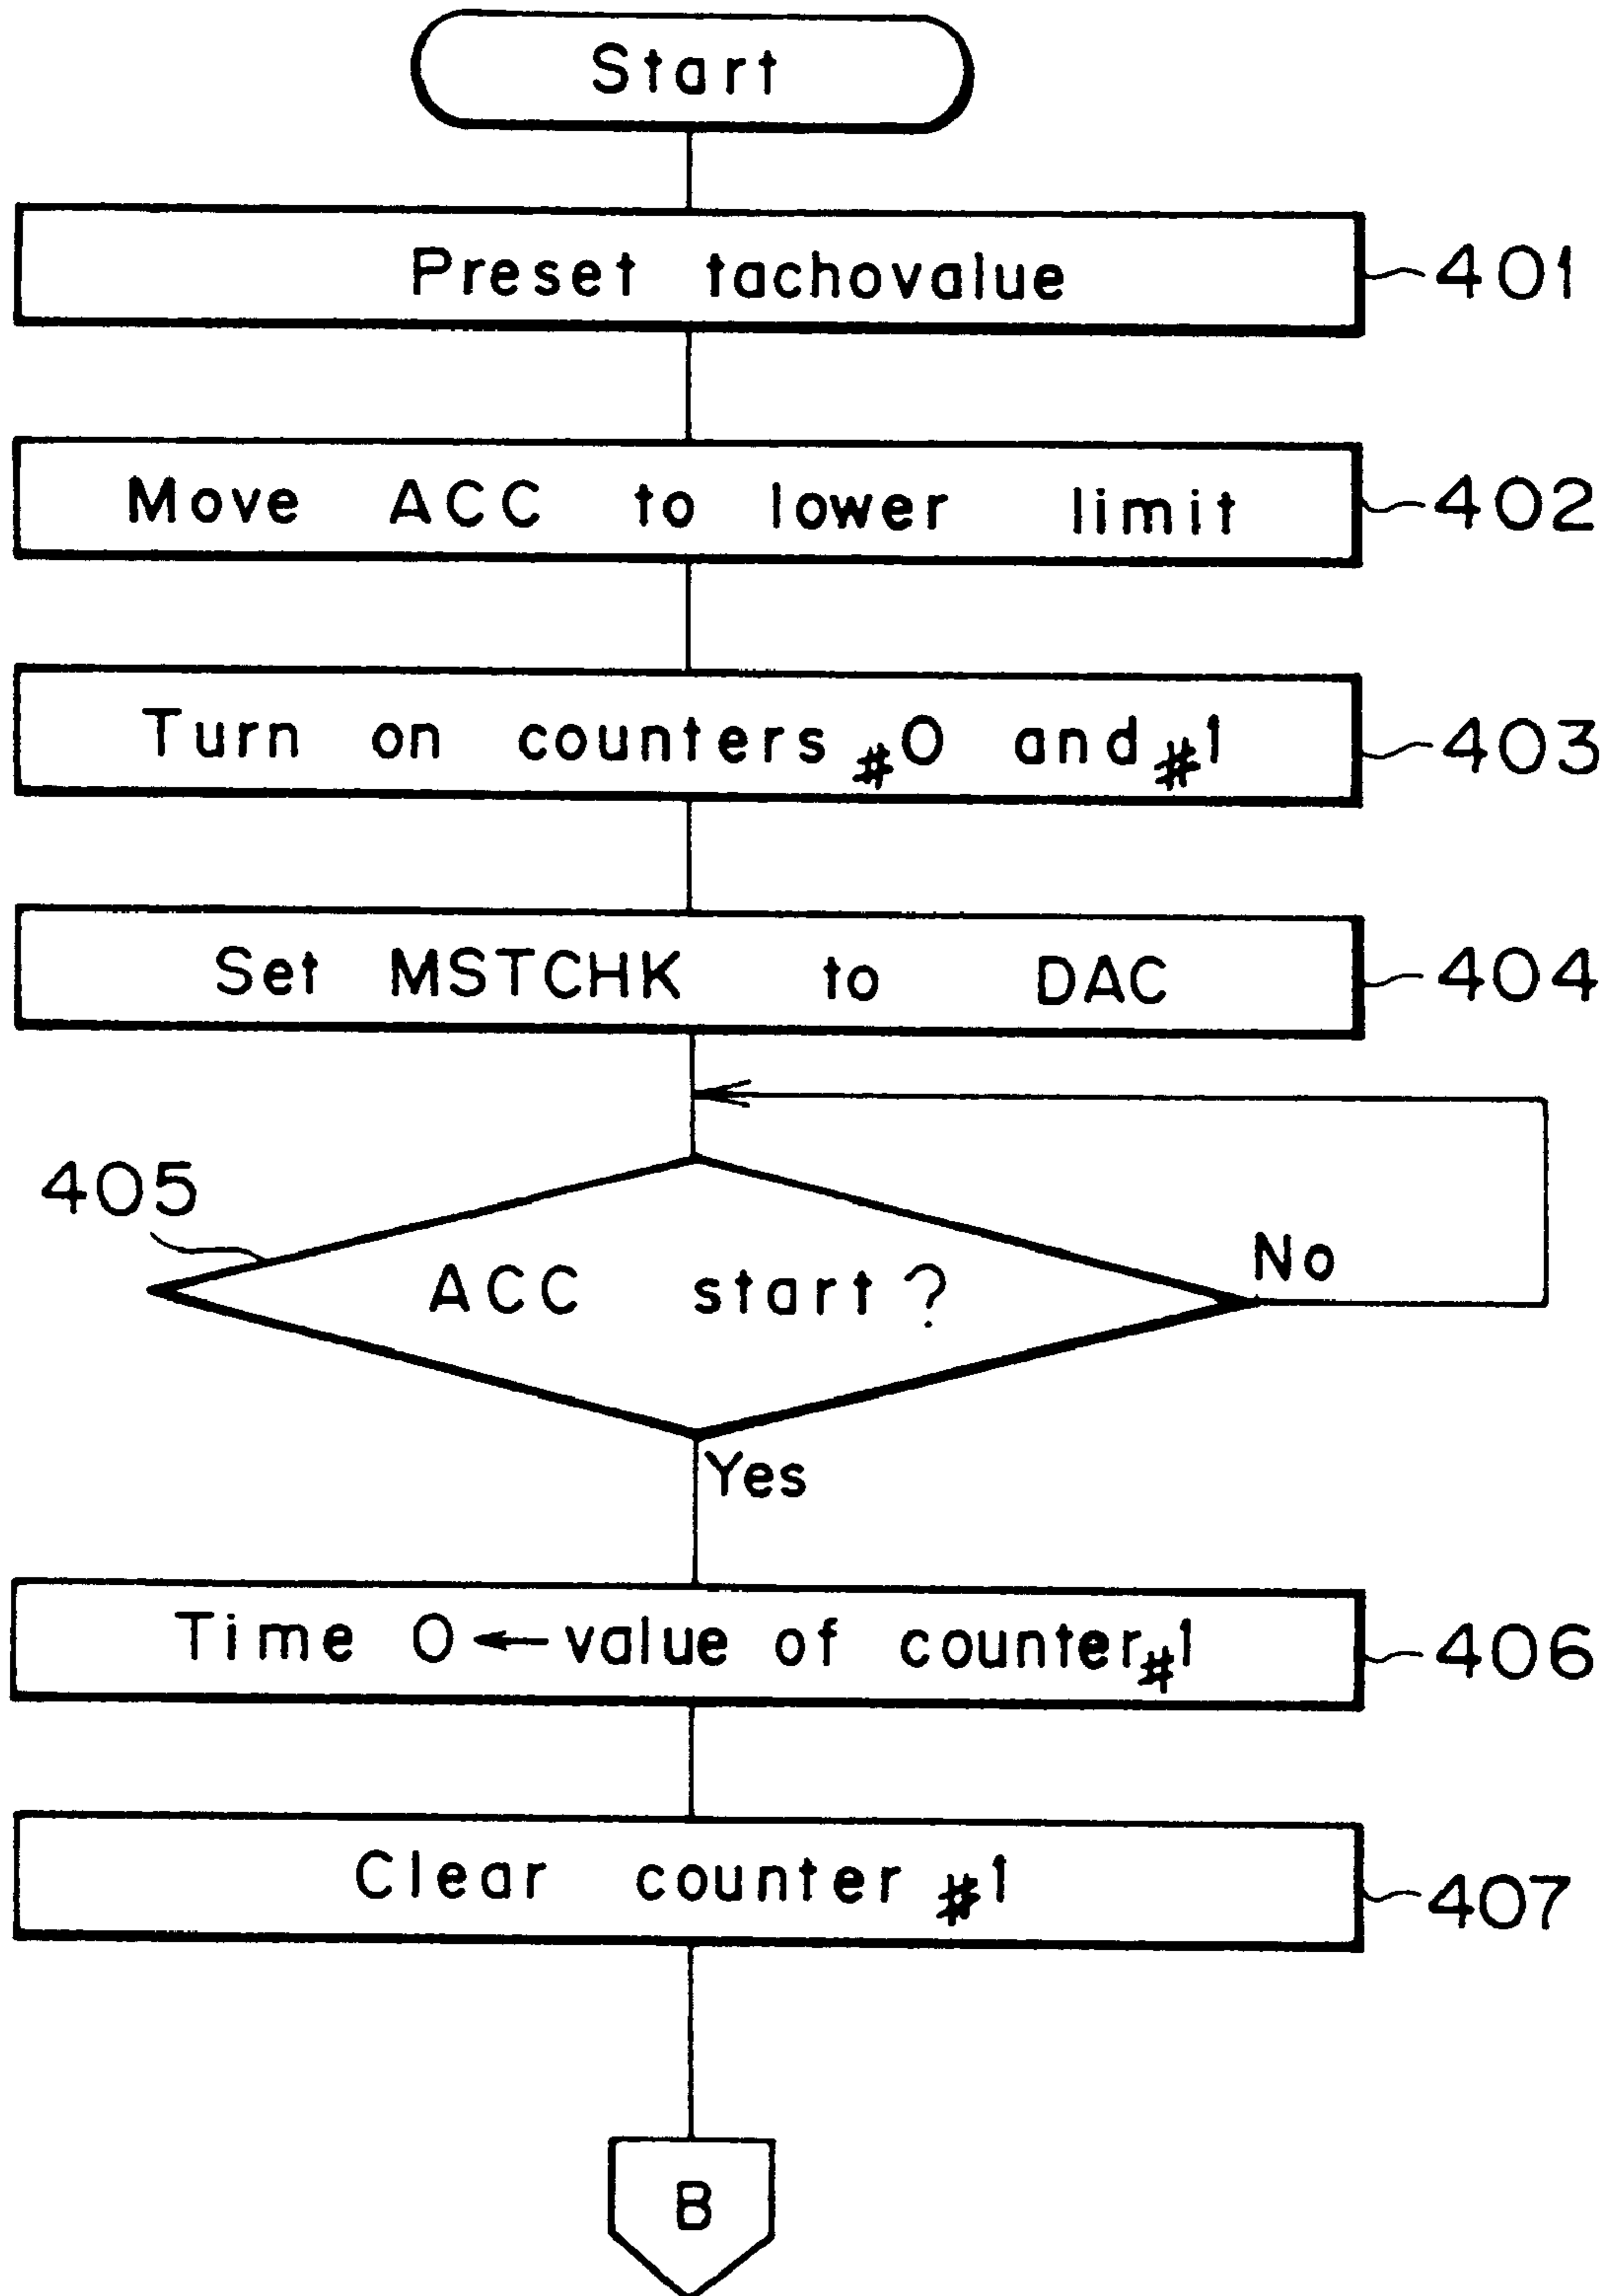 Start
Preset tachovalue
401
Move ACC to lower limit
402
Turn on counters #0 and #1
403
Set MSTCHK to DAC
404
405
ACC start?
No
Yes
Time 0←value of counter#1
406
Clear counter #1
407
B